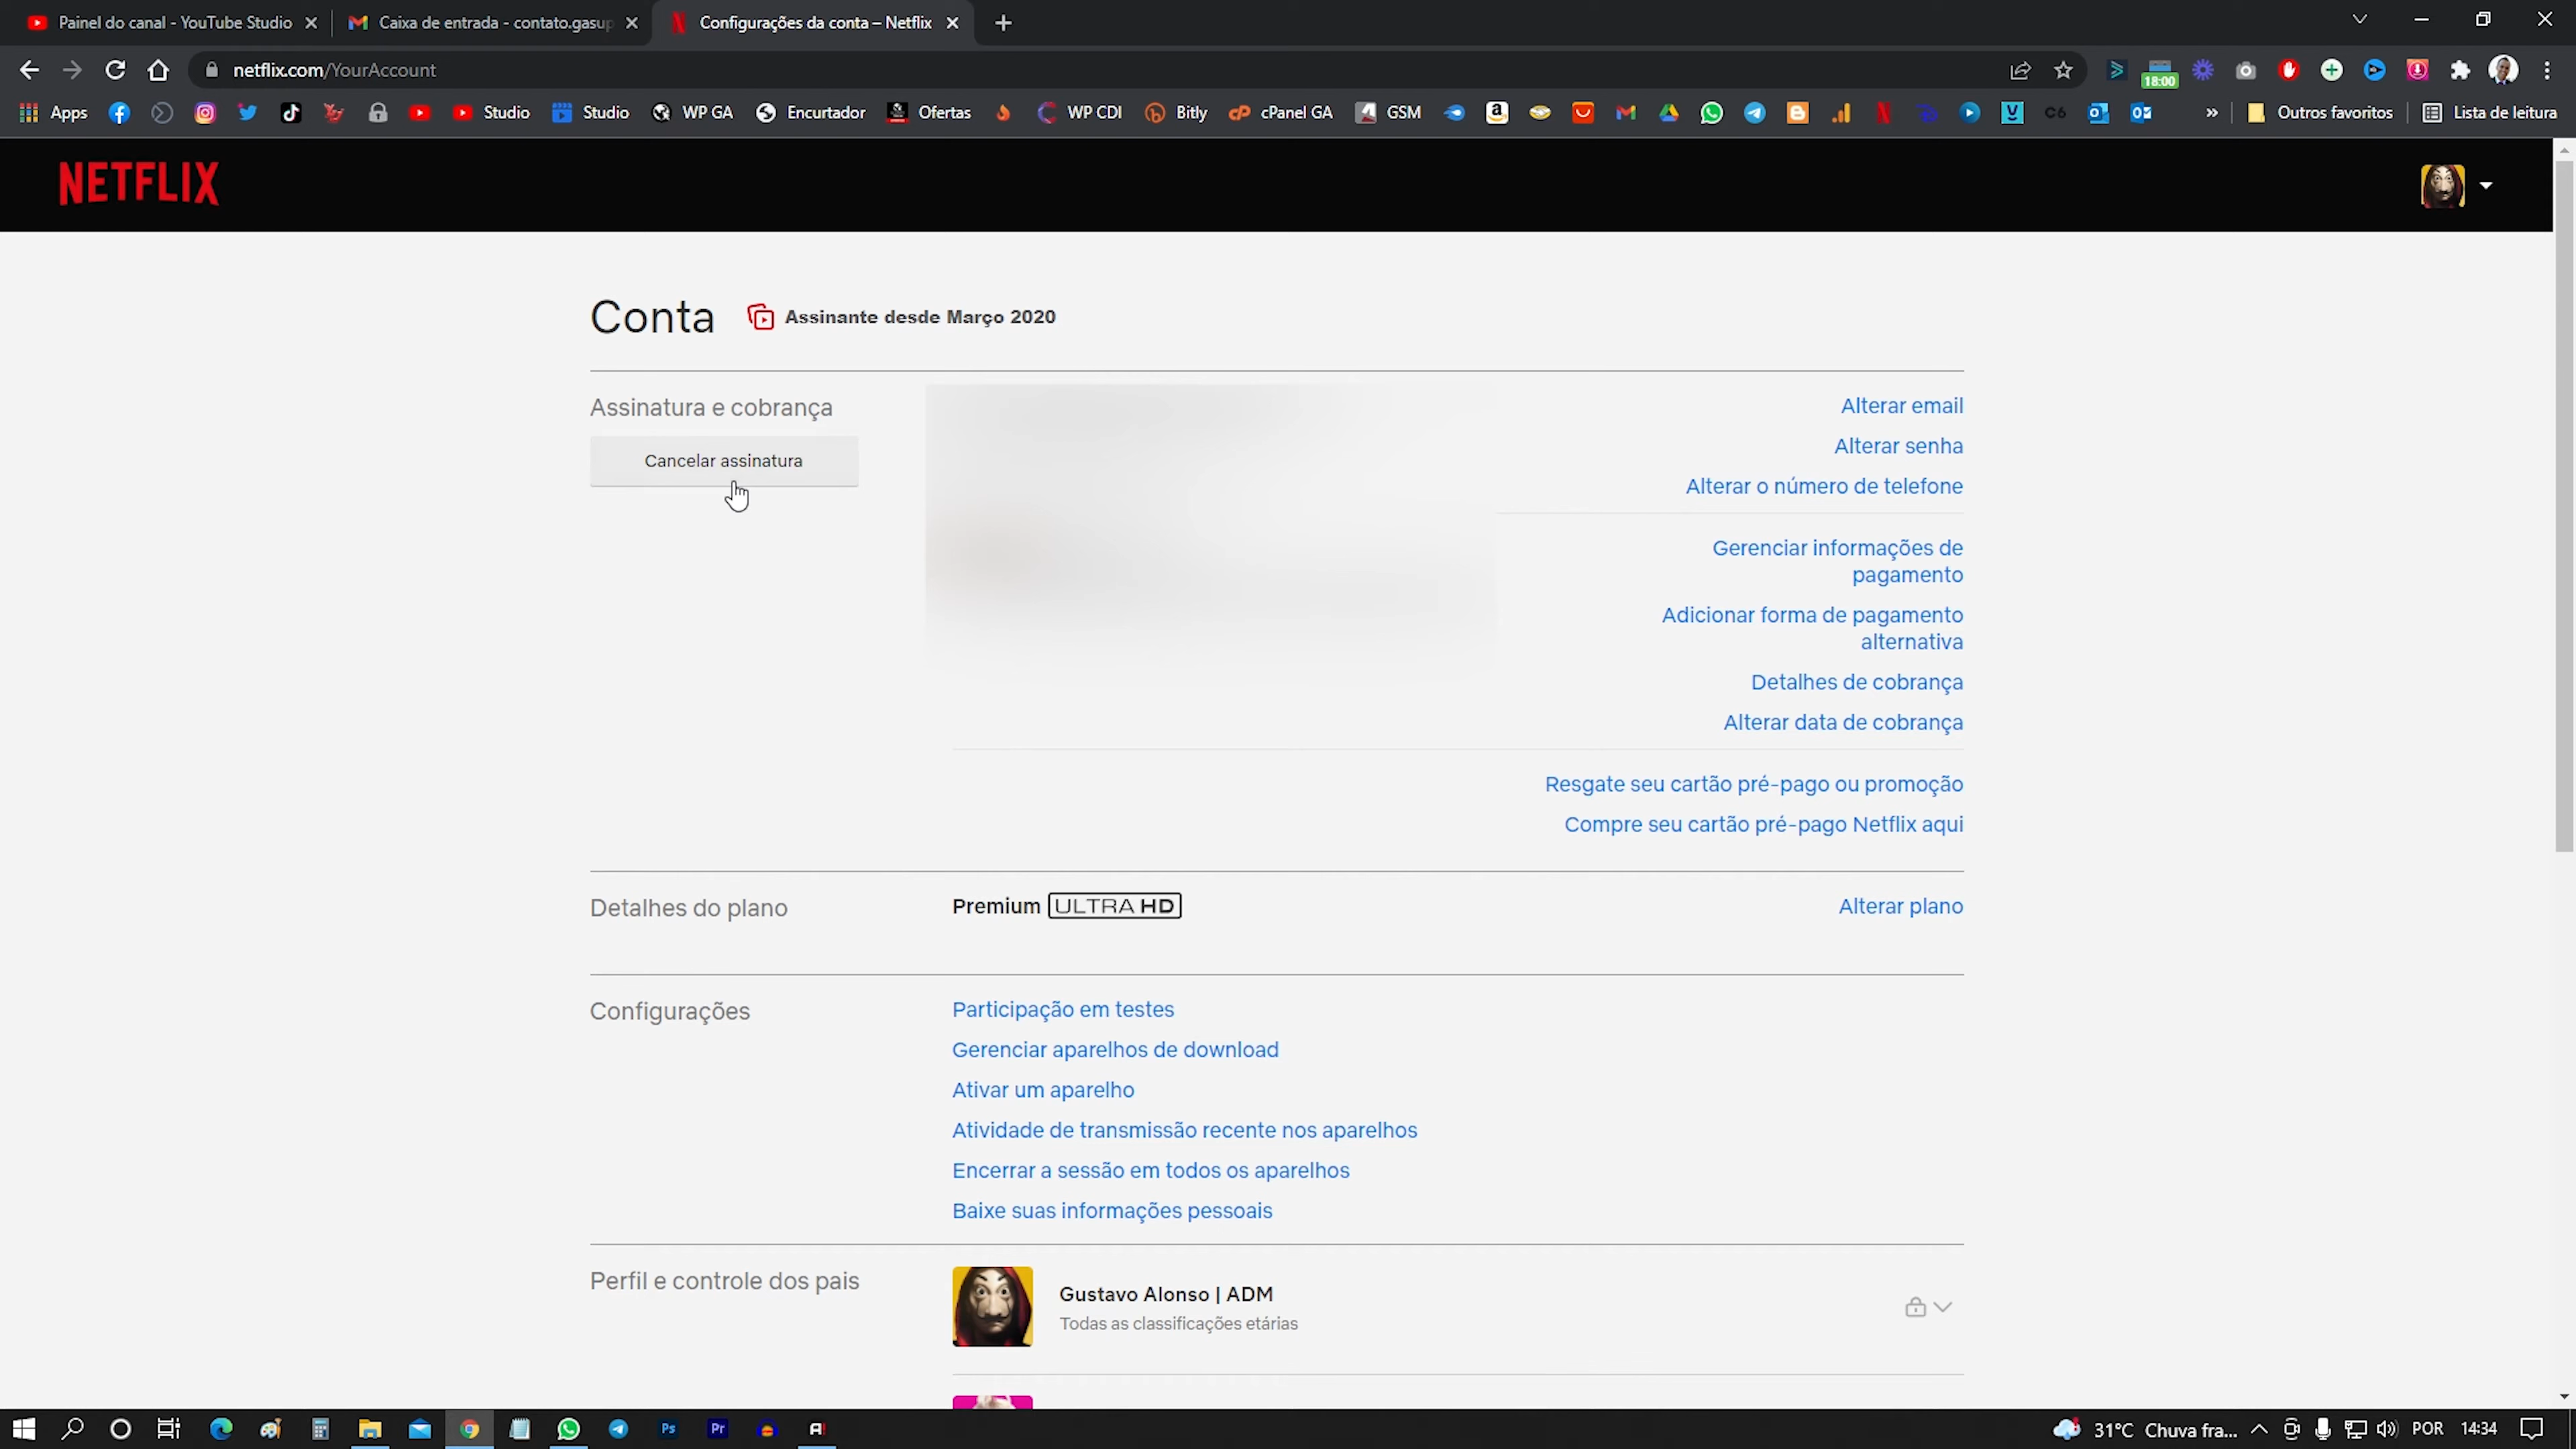 Painel do canal - YouTube Studio
Caixa de entrada - contato.gasup
Configurações da conta – Netflix
netflix.com/YourAccount
18:00
Apps
Studio
Studio
WP GA
Encurtador
Ofertas
WP CDI
Bitly
cPanel GA
GSM
C6
»
Outros favoritos
Lista de leitura
NETFLIX
Conta
Assinante desde Março 2020
Assinatura e cobrança
Cancelar assinatura
Alterar email
Alterar senha
Alterar o número de telefone
Gerenciar informações de
pagamento
Adicionar forma de pagamento
alternativa
Detalhes de cobrança
Alterar data de cobrança
Resgate seu cartão pré-pago ou promoção
Compre seu cartão pré-pago Netflix aqui
Detalhes do plano
Premium ULTRA HD
Alterar plano
Configurações
Participação em testes
Gerenciar aparelhos de download
Ativar um aparelho
Atividade de transmissão recente nos aparelhos
Encerrar a sessão em todos os aparelhos
Baixe suas informações pessoais
Perfil e controle dos pais
Gustavo Alonso | ADM
Todas as classificações etárias
Ps
Pr
31°C Chuva fra...
POR
14:34